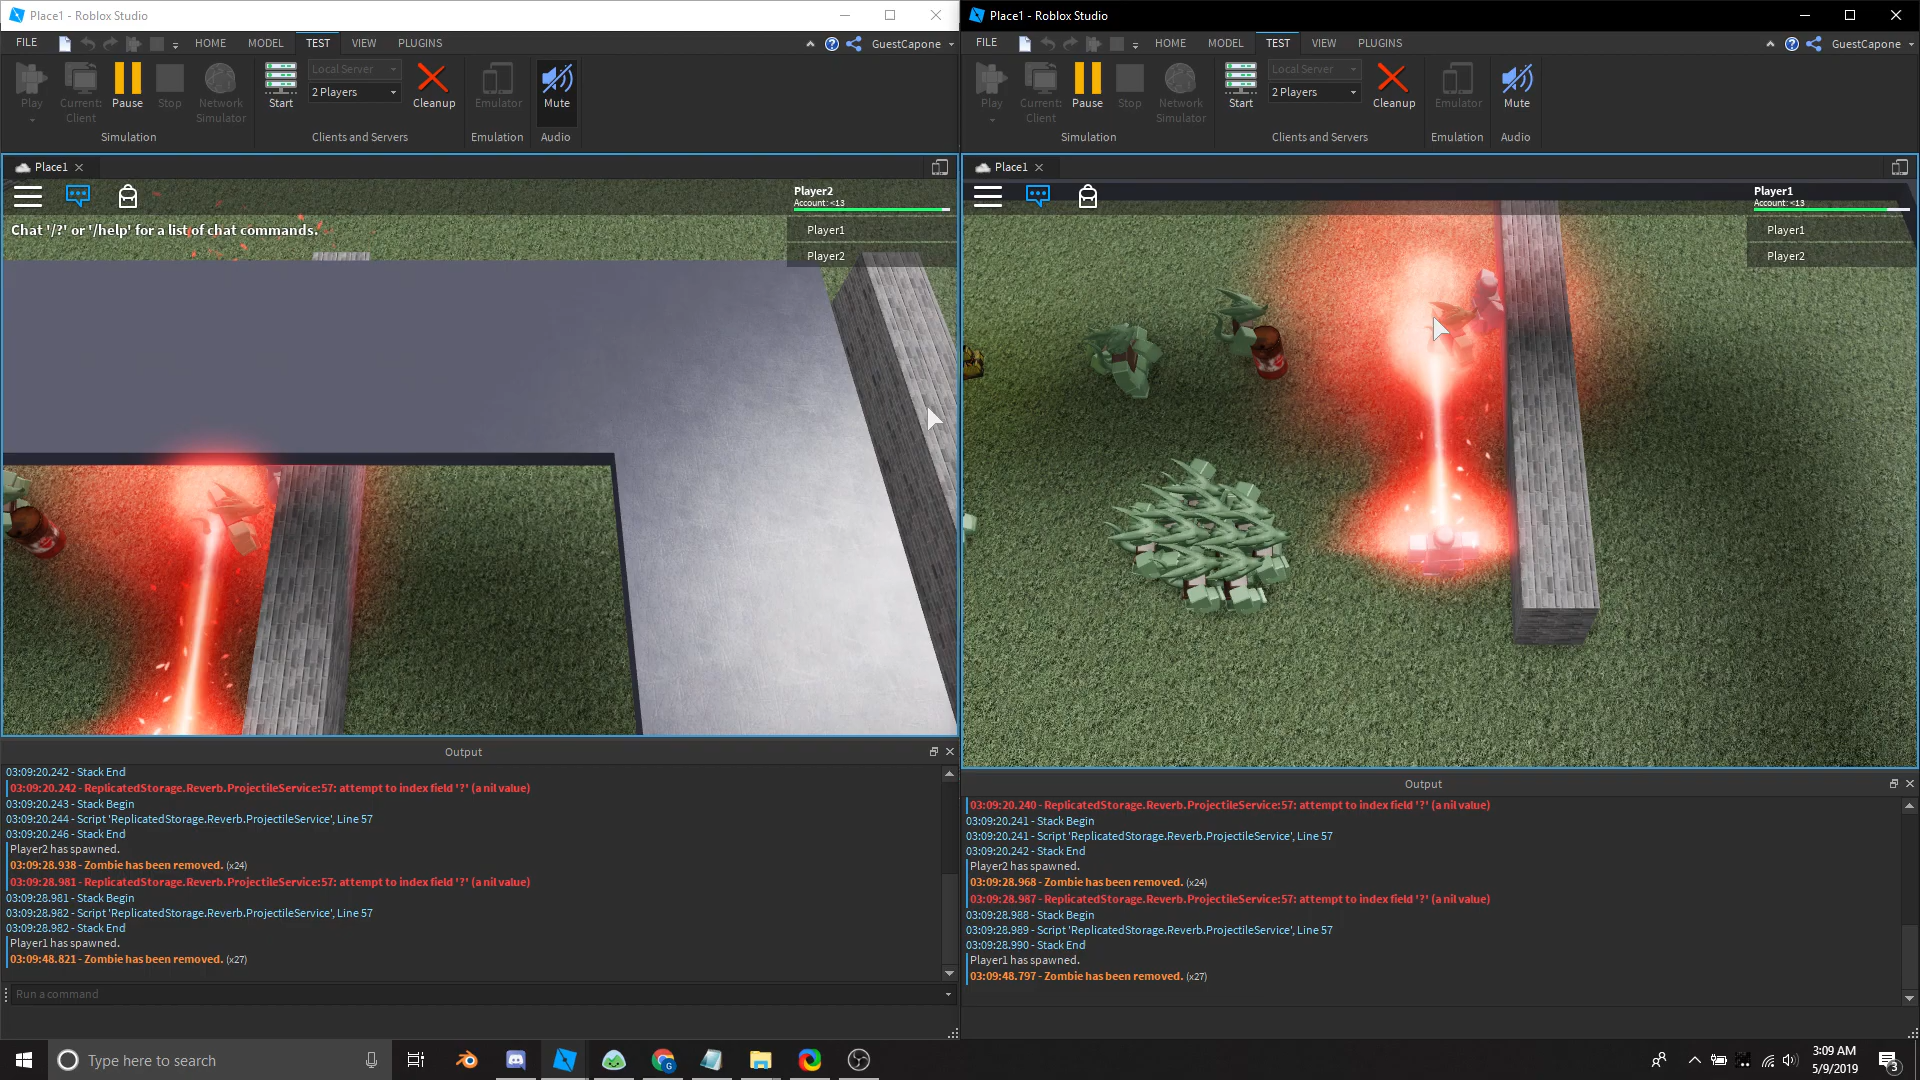 Place1 - Roblox Studio
FILE
HOME
MODEL
TEST
VIEW
PLUGINS
GuestCapone
Play
Current:
Client
Pause
Stop
Network
Simulator
Start
Local Server
2 Players
Cleanup
Emulator
Mute
Simulation
Clients and Servers
Emulation
Audio
Place1
Player2
Account: <13
Chat '/?' or '/help' for a list of chat commands.
Player1
Player2
Output
03:09:20.242 - Stack End
03:09:20.242 - ReplicatedStorage.Reverb.ProjectileService:57: attempt to index field '?' (a nil value)
03:09:20.243 - Stack Begin
03:09:20.244 - Script 'ReplicatedStorage.Reverb.ProjectileService', Line 57
03:09:20.246 - Stack End
Player2 has spawned.
03:09:28.938 - Zombie has been removed. (x24)
03:09:28.981 - ReplicatedStorage.Reverb.ProjectileService:57: attempt to index field '?' (a nil value)
03:09:28.981 - Stack Begin
03:09:28.982 - Script 'ReplicatedStorage.Reverb.ProjectileService', Line 57
03:09:28.982 - Stack End
Player1 has spawned.
03:09:48.821 - Zombie has been removed. (x27)
Run a command
Place1 - Roblox Studio
FILE
HOME
MODEL
TEST
VIEW
PLUGINS
GuestCapone
Play
Current:
Client
Pause
Stop
Network
Simulator
Start
Local Server
2 Players
Cleanup
Emulator
Mute
Simulation
Clients and Servers
Emulation
Audio
Place1
Player1
Account: <13
Player1
Player2
Output
03:09:20.240 - ReplicatedStorage.Reverb.ProjectileService:57: attempt to index field '?' (a nil value)
03:09:20.241 - Stack Begin
03:09:20.241 - Script 'ReplicatedStorage.Reverb.ProjectileService', Line 57
03:09:20.242 - Stack End
Player2 has spawned.
03:09:28.968 - Zombie has been removed. (x24)
03:09:28.987 - ReplicatedStorage.Reverb.ProjectileService:57: attempt to index field '?' (a nil value)
03:09:28.988 - Stack Begin
03:09:28.989 - Script 'ReplicatedStorage.Reverb.ProjectileService', Line 57
03:09:28.990 - Stack End
Player1 has spawned.
03:09:48.797 - Zombie has been removed. (x27)
Type here to search
3:09 AM
5/9/2019
3